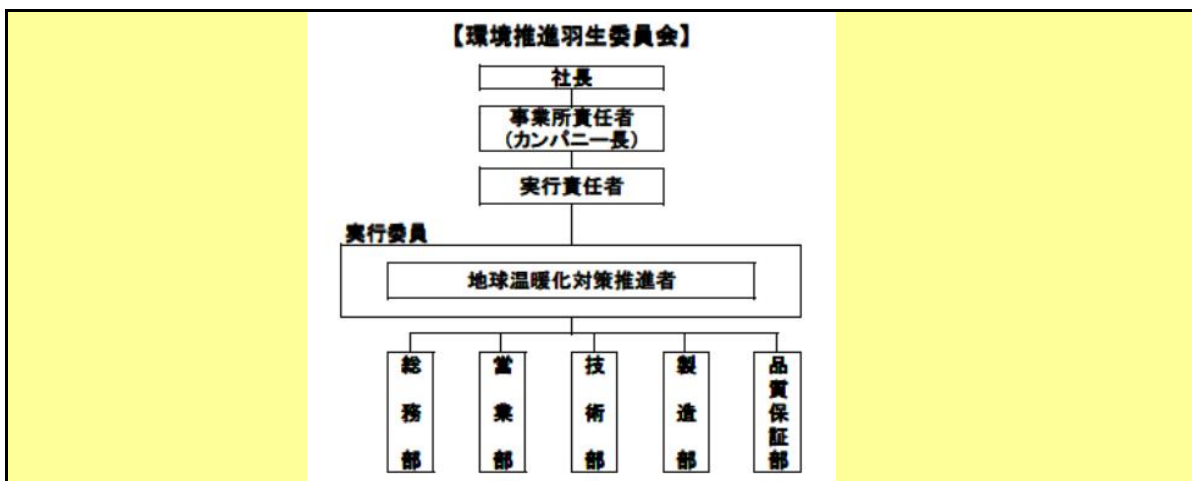 【環境推進羽生委員会】
社長
事業所責任者
(カンパニー長)
実行責任者
実行委員
地球温暖化対策推進者
総務部
営業部
技術部
製造部
品質保証部